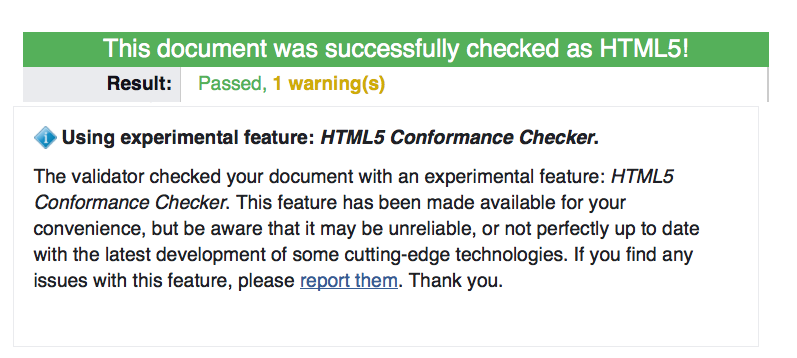 This document was successfully checked as HTML5!
Result: Passed, 1 warning(s)
Using experimental feature: HTML5 Conformance Checker.
The validator checked your document with an experimental feature: HTML5
Conformance Checker. This feature has been made available for your
convenience, but be aware that it may be unreliable, or not perfectly up to date
with the latest development of some cutting-edge technologies. If you find any
issues with this feature, please report them. Thank you.